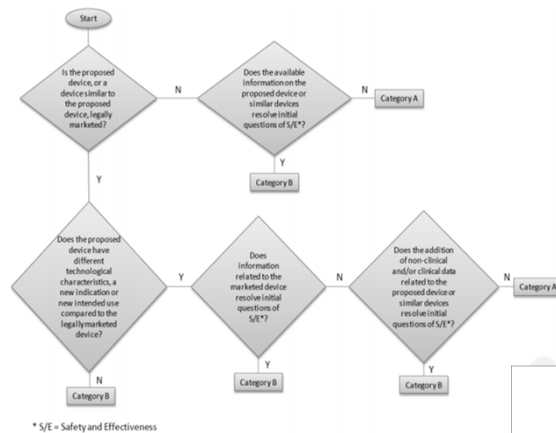 Start
Is the proposed
device, or a
device similar to
the proposed
device, legally
marketed?
N
Does the available
information on the
proposed device or
similar devices
resolve initial
questions of S/E*?
N
Category A
Y
Category B
Y
Does the proposed
device have
different
technological
characteristics, a
new indication or
new intended use
compared to the
legally marketed
device?
Y
Does
information
related to the
marketed device
resolve initial
questions of
S/E*?
N
Does the addition
of non-clinical
and/or clinical data
related to the
proposed device or
similar devices
resolve initial
questions of S/E*?
N
Category A
N
Category B
Y
Category B
Y
Category B
* S/E = Safety and Effectiveness